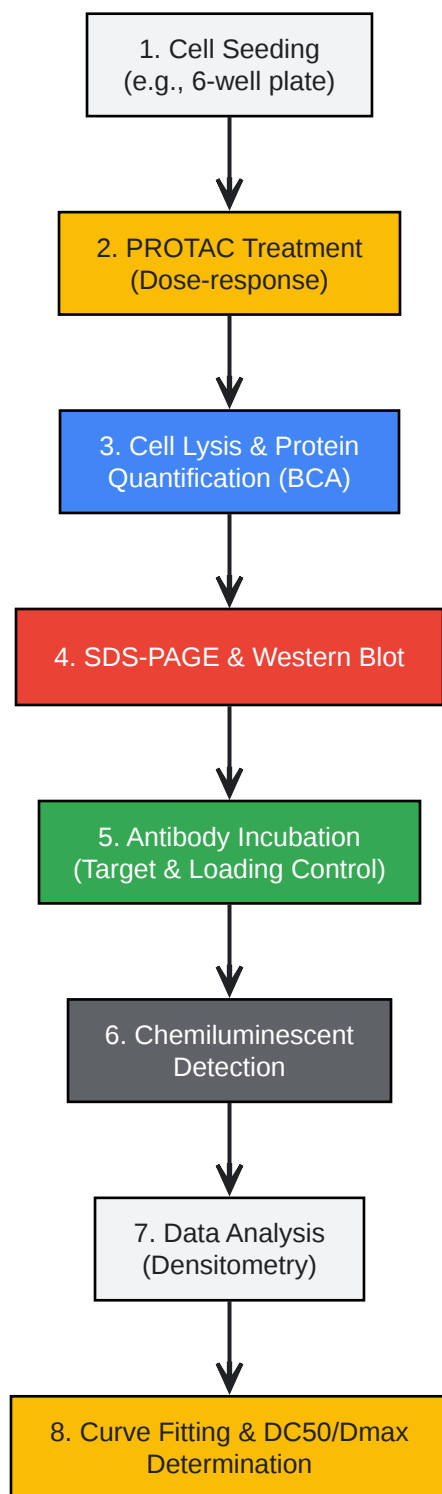 1. Cell Seeding
(e.g., 6-well plate)
2. PROTAC Treatment
(Dose-response)
3. Cell Lysis & Protein
Quantification (BCA)
4. SDS-PAGE & Western Blot
5. Antibody Incubation
(Target & Loading Control)
6. Chemiluminescent
Detection
7. Data Analysis
(Densitometry)
8. Curve Fitting & DC50/Dmax
Determination